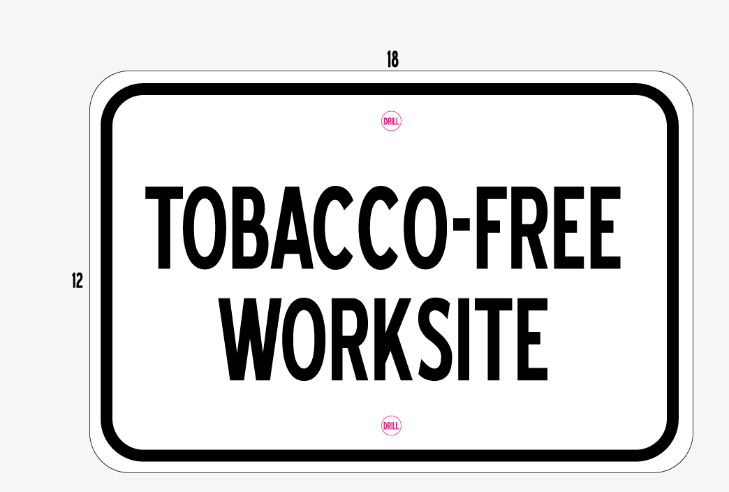 18
DRILL
TOBACCO-FREE
12
WORKSITE
DRILL